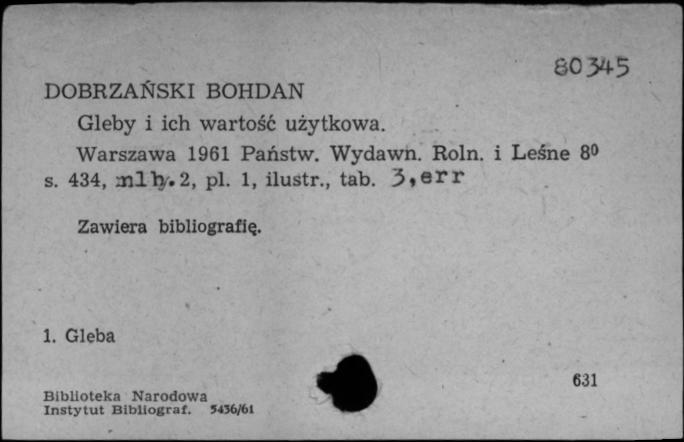 80345
DOBRZAŃSKI BOHDAN
Gleby i ich wartość użytkowa.
Warszawa 1961 Państw. Wydawn. Roln. i Leśne 8⁰
s. 434, nlb. 2, pl. 1, ilustr., tab. 3, err
Zawiera bibliografię.
1. Gleba
631
Biblioteka Narodowa
Instytut Bibliograf. 5436/61